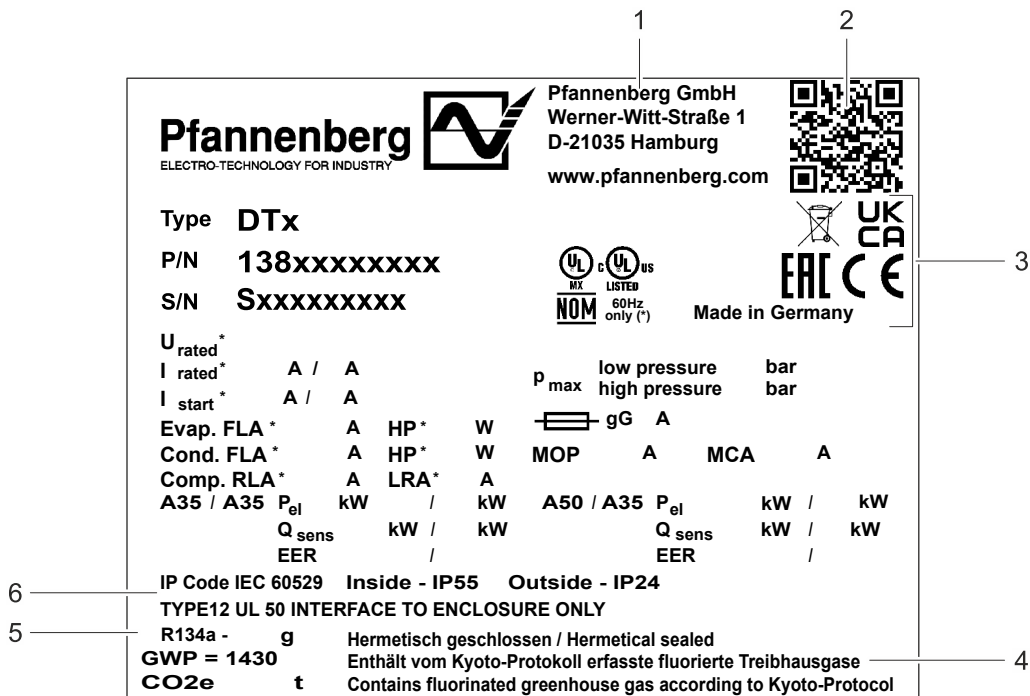 1 2
Pfannenberg
ELECTRO-TECHNOLOGY FOR INDUSTRY
Pfannenberg GmbH
Werner-Witt-Straße 1
D-21035 Hamburg
www.pfannenberg.com
Type DTx
P/N 138xxxxxxxx
S/N Sxxxxxxxxx
UL MX
c UL us LISTED
NOM 60Hz only (*)
UK CA
EAC CE
3
Made in Germany
U rated*
I rated* A / A
I start* A / A
p max low pressure bar
high pressure bar
gG A
Evap. FLA* A HP* W
Cond. FLA* A HP* W MOP A MCA A
Comp. RLA* A LRA* A
A35 / A35 Pel kW / kW A50 / A35 Pel kW / kW
Q sens kW / kW Q sens kW / kW
EER / EER /
6
IP Code IEC 60529 Inside - IP55 Outside - IP24
TYPE12 UL 50 INTERFACE TO ENCLOSURE ONLY
5
R134a - g Hermetisch geschlossen / Hermetical sealed
GWP = 1430 Enthält vom Kyoto-Protokoll erfasste fluorierte Treibhausgase 4
CO2e t Contains fluorinated greenhouse gas according to Kyoto-Protocol